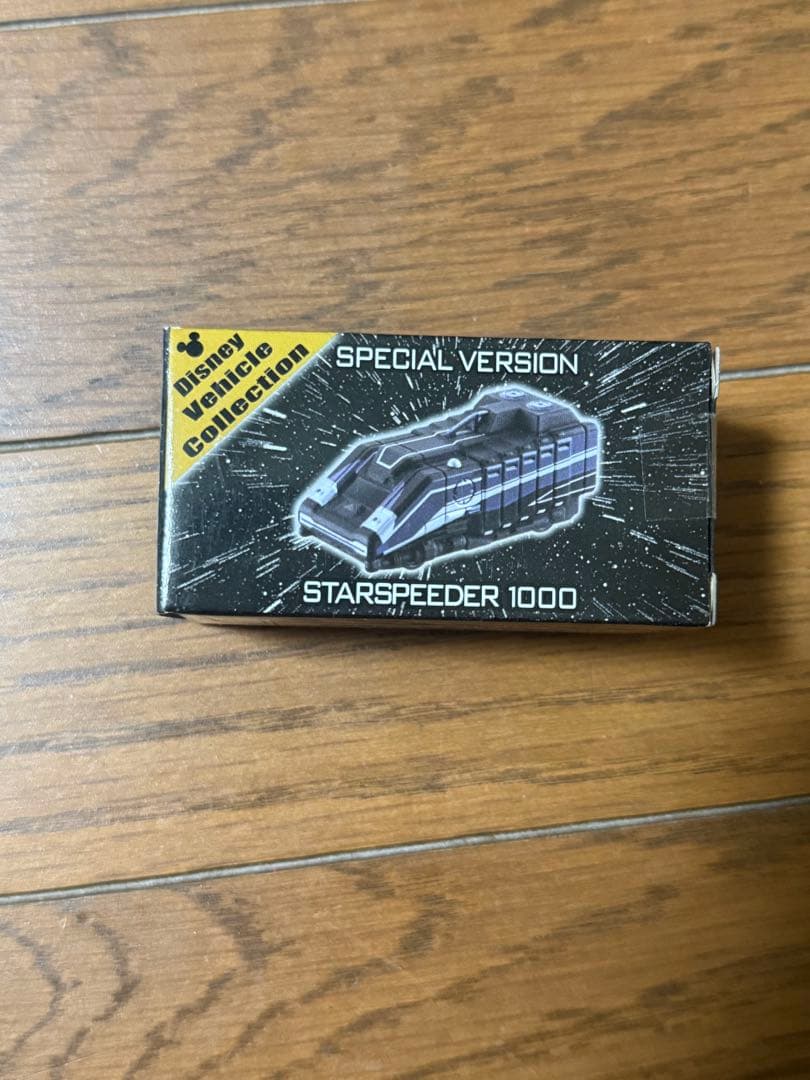 Disney
Vehicle
Collection
SPECIAL VERSION
STARSPEEDER 1000